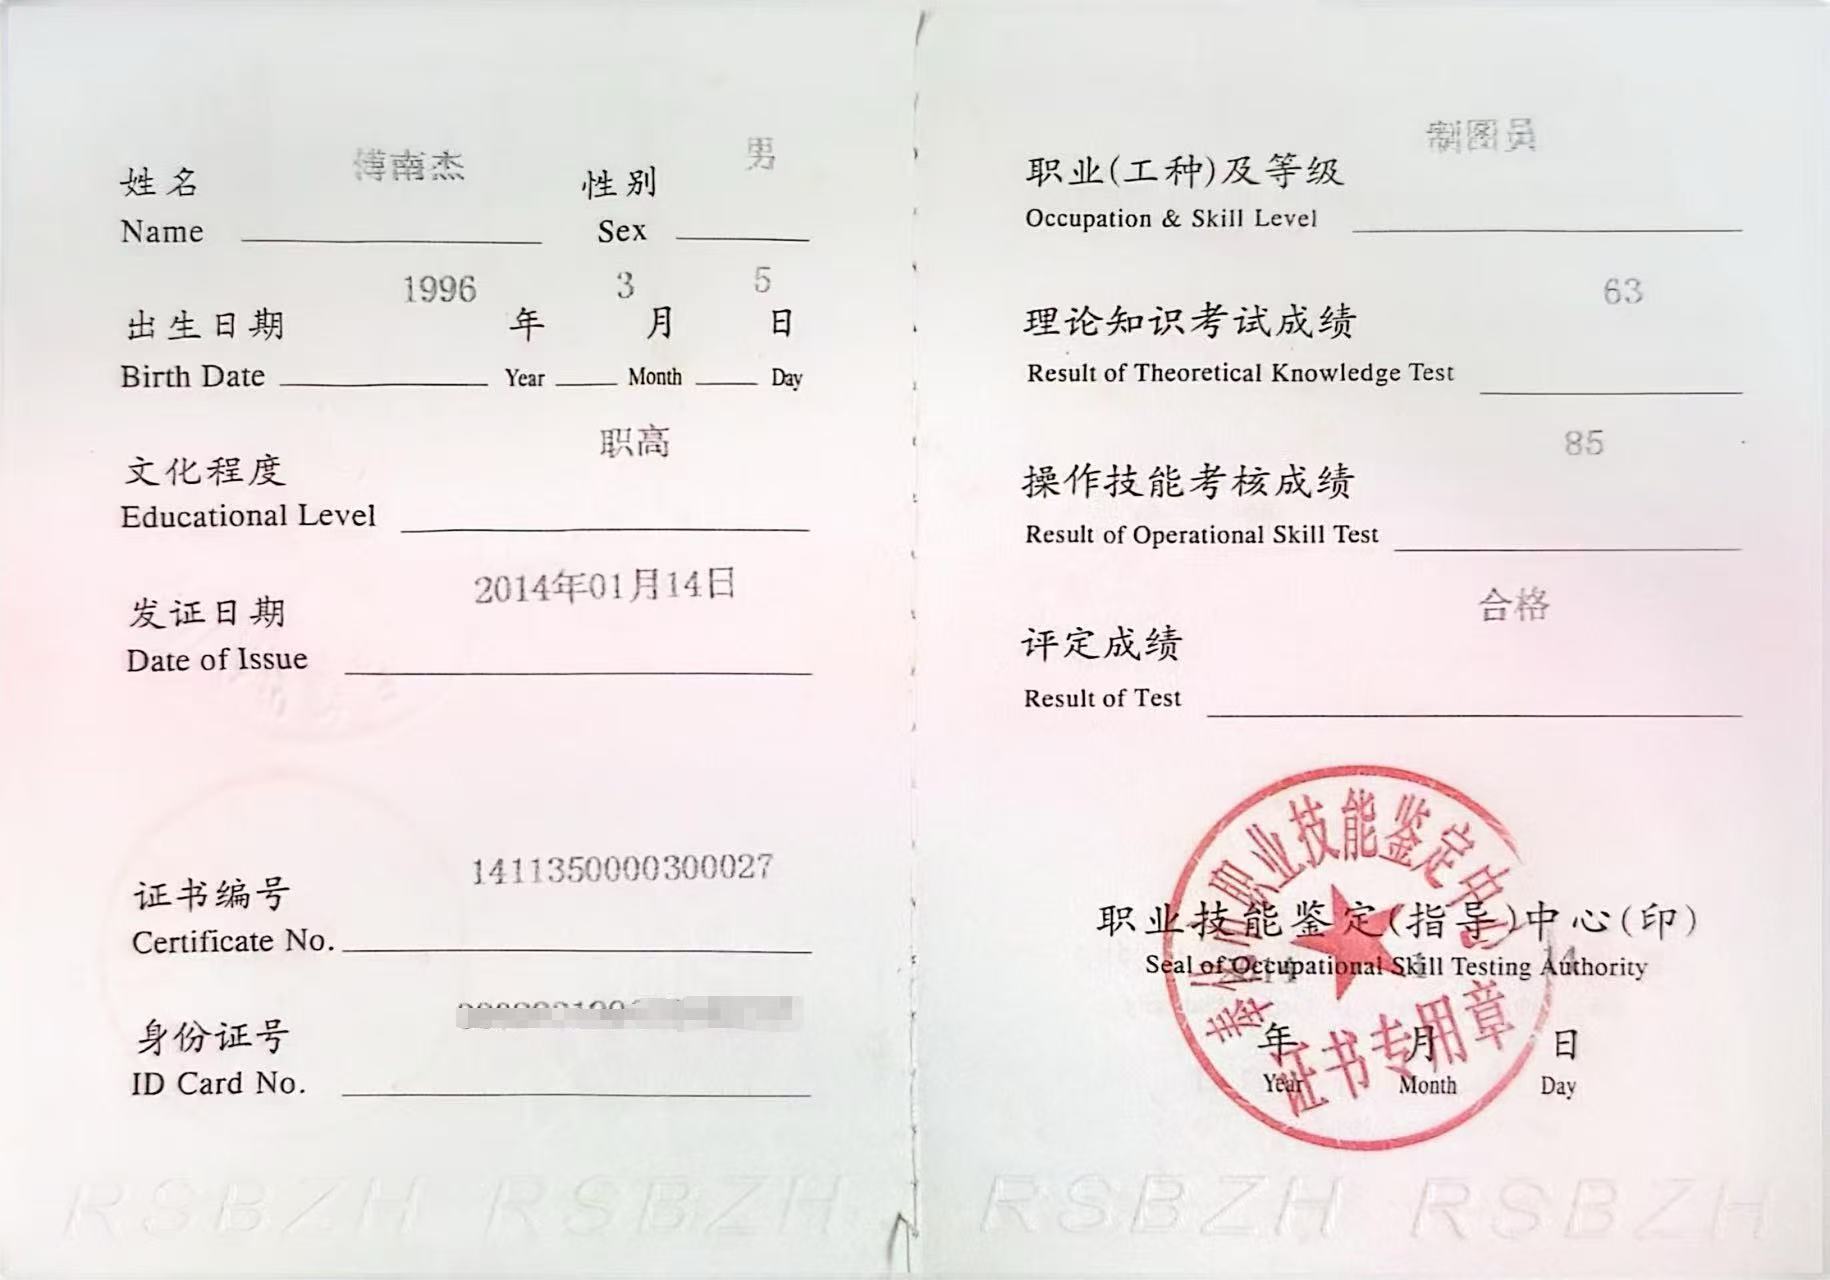 姓名 傅南杰 性别 男
Name Sex
1996 3 5
出生日期 年 月 日
Birth Date Year Month Day
职高
文化程度
Educational Level
2014年01月14日
发证日期
Date of Issue
1411350000300027
证书编号
Certificate No.
身份证号
ID Card No.
RSBZH RSBZH
制图员
职业(工种)及等级
Occupation & Skill Level
63
理论知识考试成绩
Result of Theoretical Knowledge Test
85
操作技能考核成绩
Result of Operational Skill Test
合格
评定成绩
Result of Test
职业技能鉴定中心
职业技能鉴定(指导)中心(印)
Seal of Occupational Skill Testing Authority
2014 1 14
年 月 日
Year Month Day
证书专用章
RSBZH RSBZH